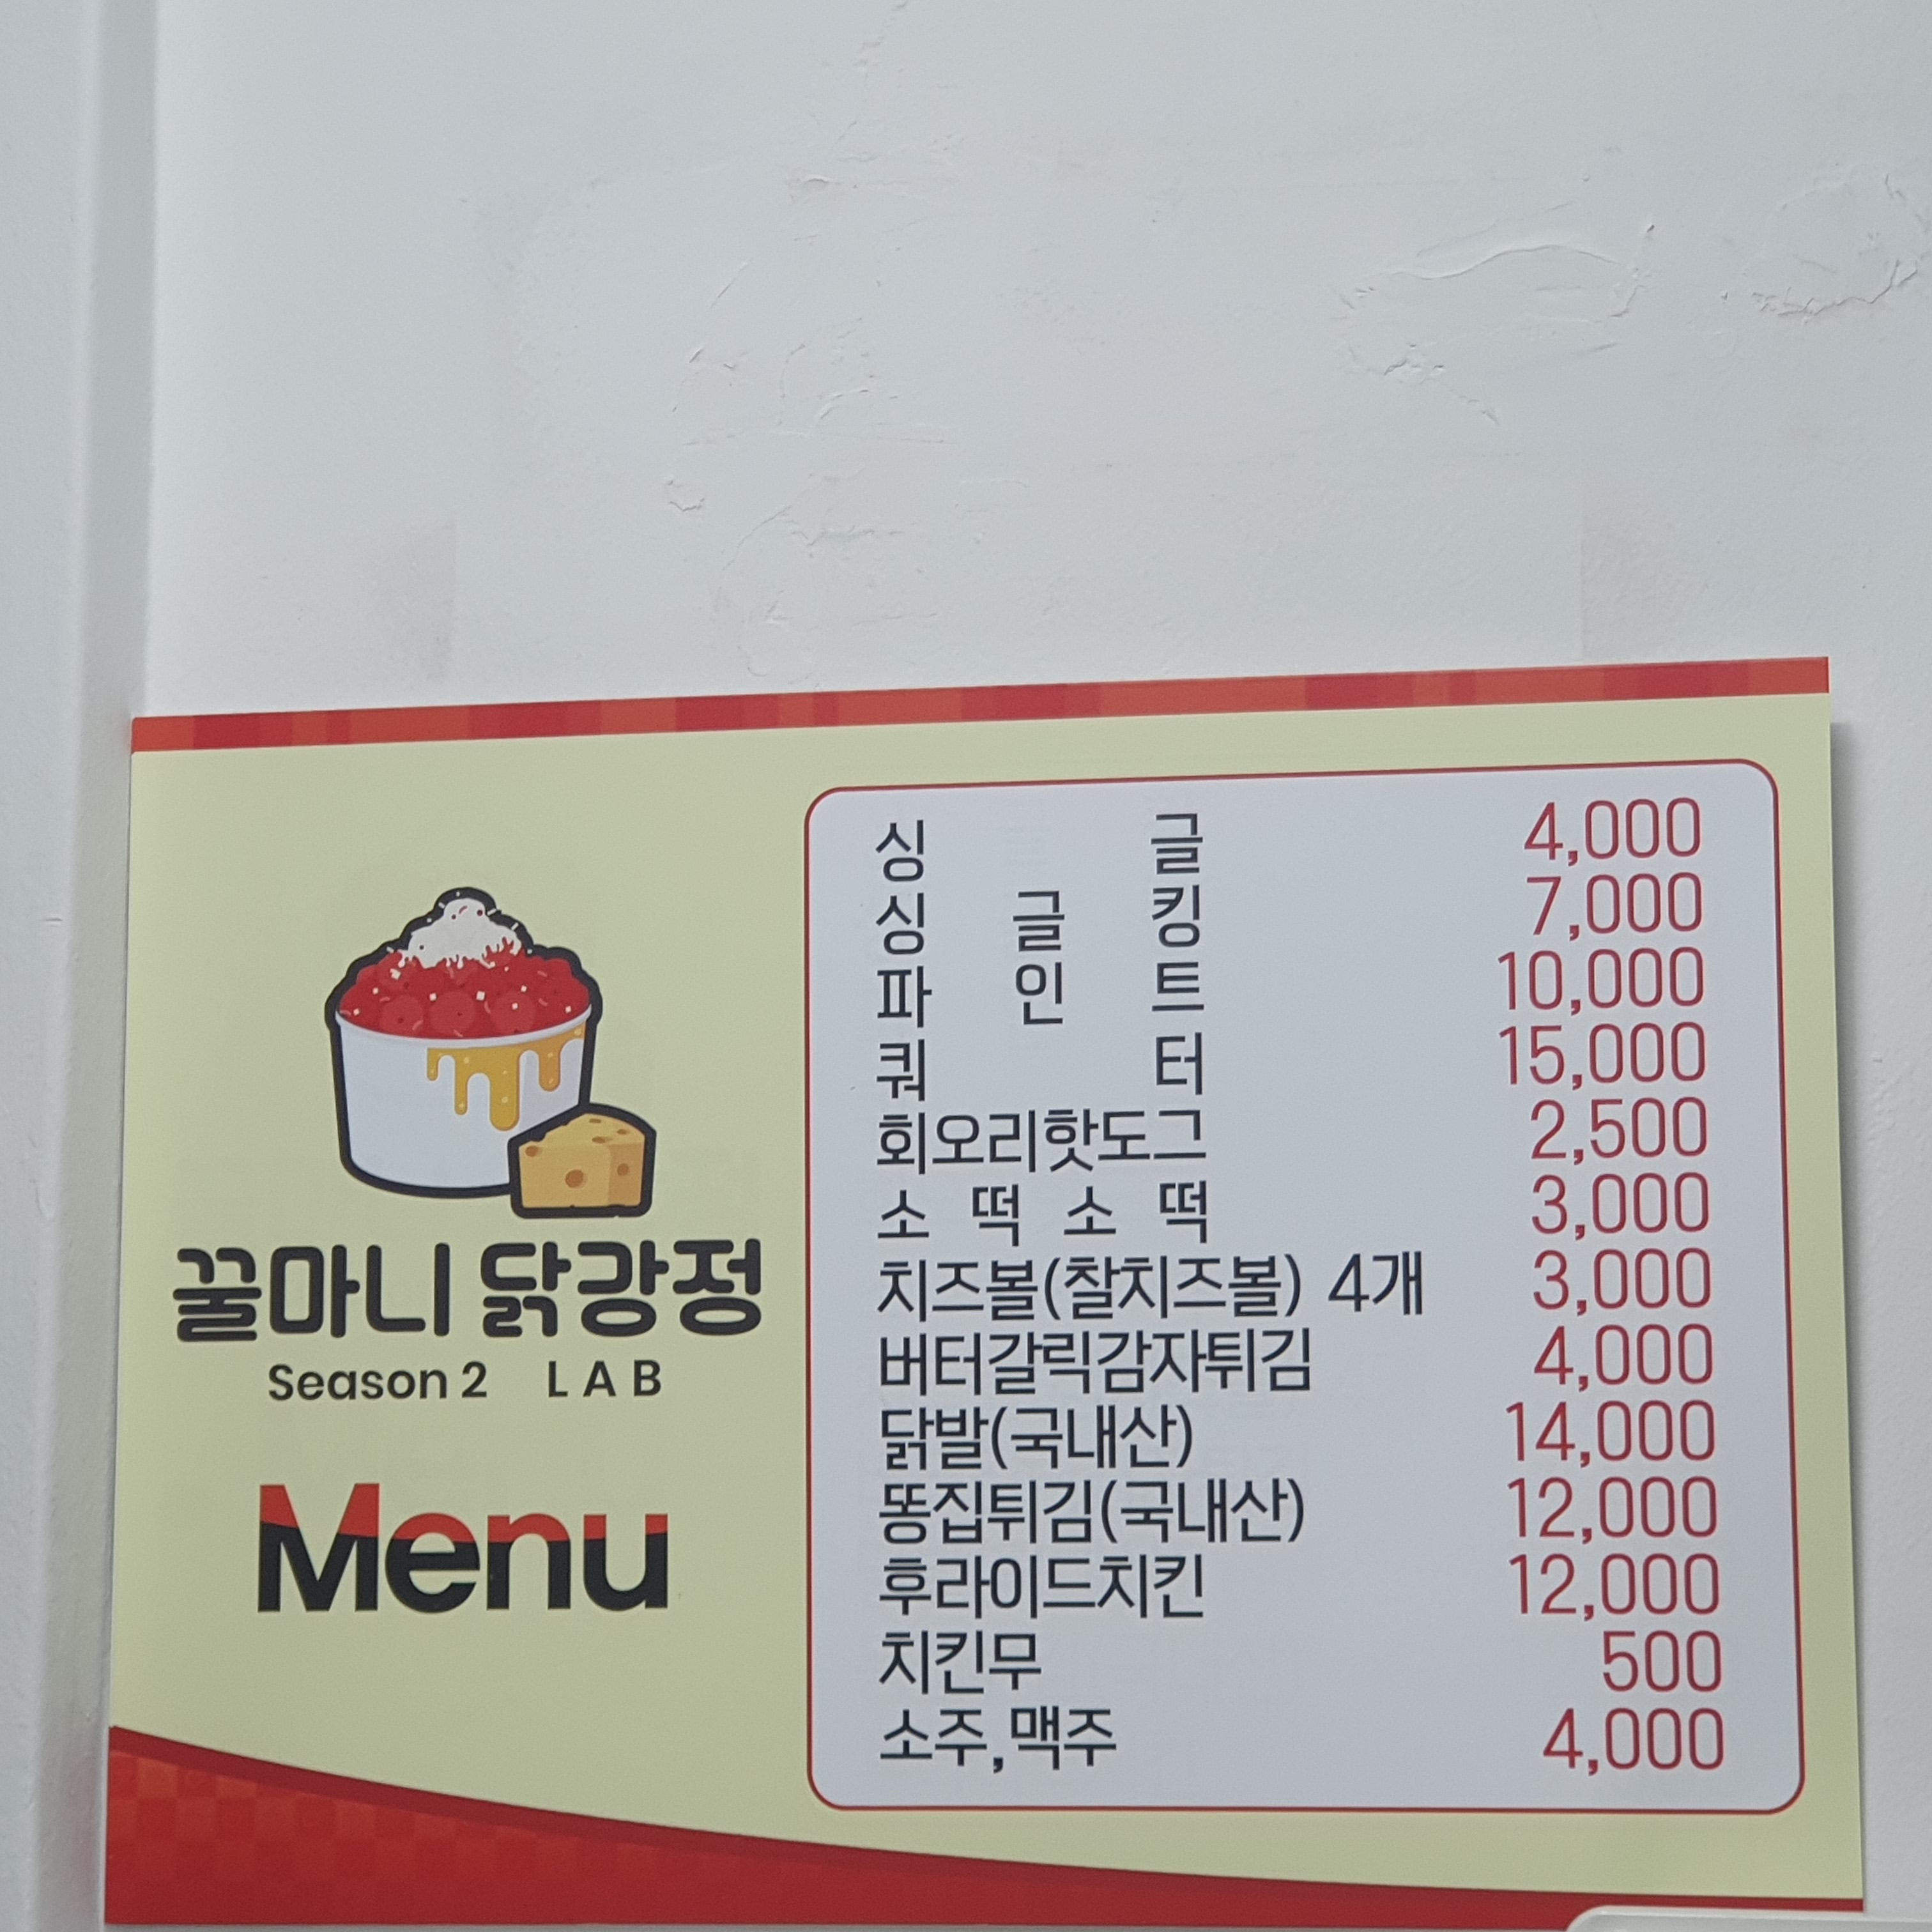 꿀마니 닭강정
Season 2 LAB
Menu
싱글 4,000
싱글킹 7,000
파인트 10,000
쿼터 15,000
회오리핫도그 2,500
소떡소떡 3,000
치즈볼(찰치즈볼) 4개 3,000
버터갈릭감자튀김 4,000
닭발(국내산) 14,000
똥집튀김(국내산) 12,000
후라이드치킨 12,000
치킨무 500
소주,맥주 4,000